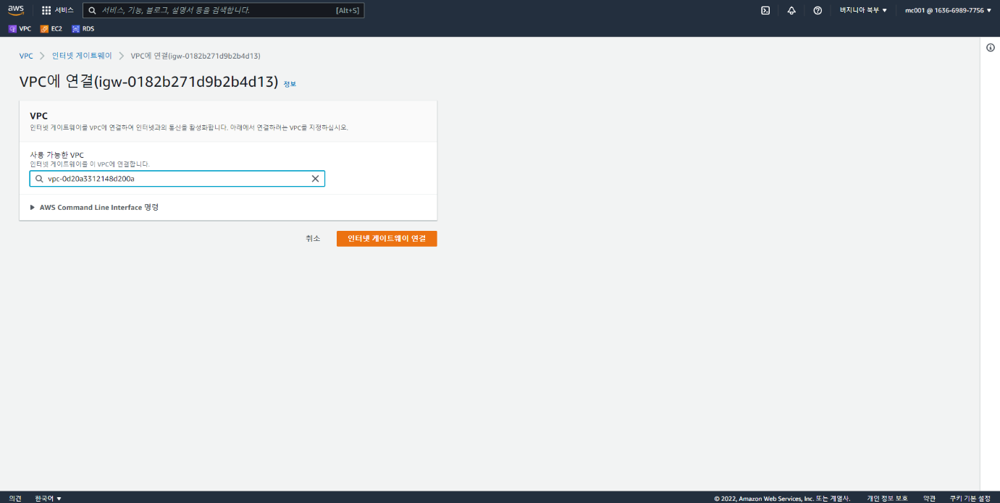 aws
서비스
서비스, 기능, 블로그, 설명서 등을 검색합니다.
[Alt+S]
버지니아 북부
mc001 @ 1636-6989-7756
VPC
EC2
RDS
VPC
인터넷 게이트웨이
VPC에 연결(igw-0182b271d9b2b4d13)
VPC에 연결(igw-0182b271d9b2b4d13) 정보
VPC
인터넷 게이트웨이를 VPC에 연결하여 인터넷과의 통신을 활성화합니다. 아래에서 연결하려는 VPC를 지정하십시오.
사용 가능한 VPC
인터넷 게이트웨이를 이 VPC에 연결합니다.
vpc-0d20a3312148d200a
AWS Command Line Interface 명령
취소
인터넷 게이트웨이 연결
의견
한국어
© 2022, Amazon Web Services, Inc. 또는 계열사.
개인 정보 보호
약관
쿠키 기본 설정